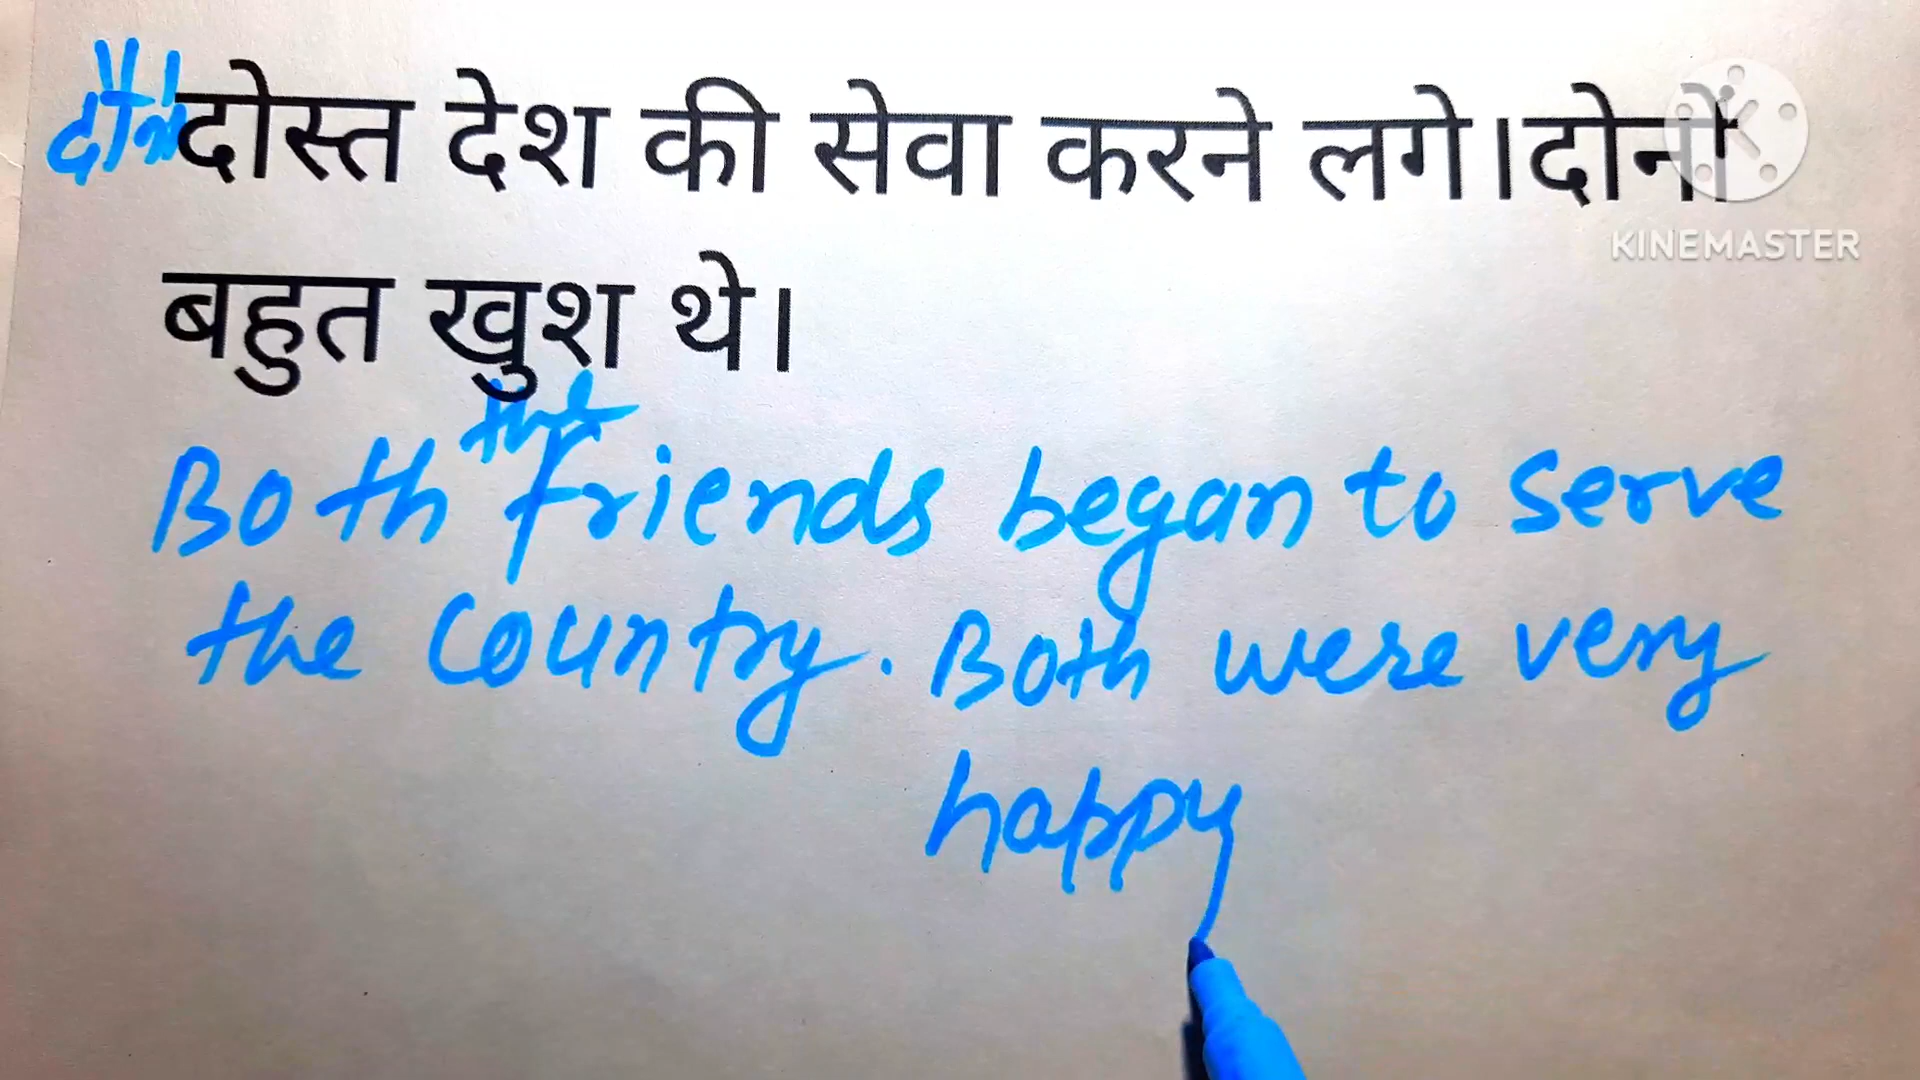 दोनों दोस्त देश की सेवा करने लगे।दोनों
KINEMASTER
बहुत खुश थे।
the
Both friends began to serve
the country. Both were very
happy